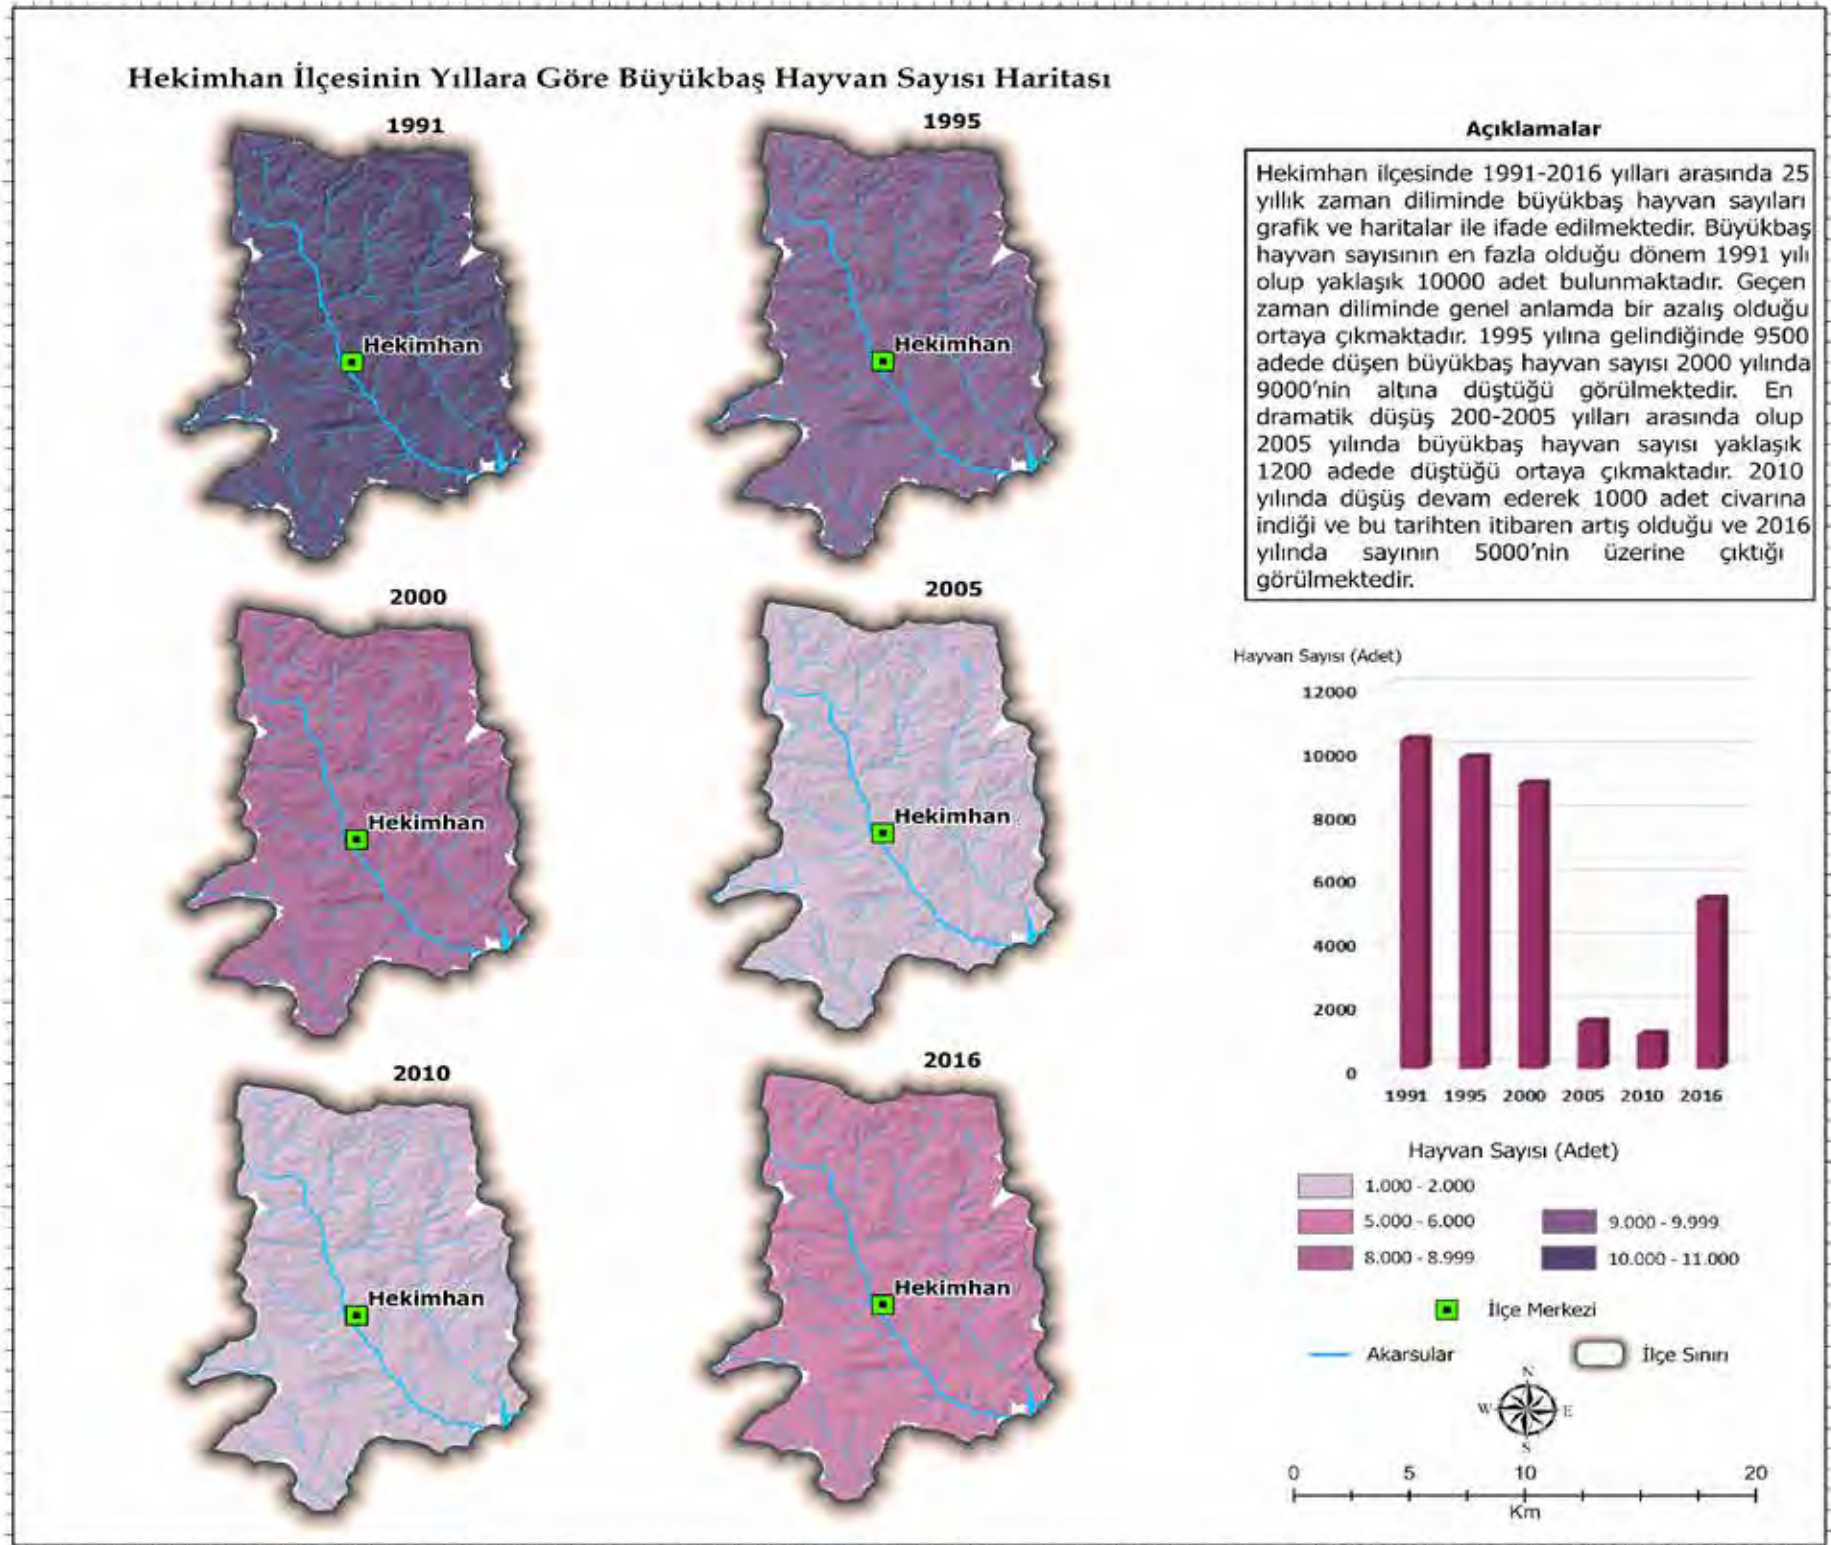 Hekimhan İlçesinin Yıllara Göre Büyükbaş Hayvan Sayısı Haritası
1991
Hekimhan
1995
Hekimhan
2000
Hekimhan
2005
Hekimhan
2010
Hekimhan
2016
Hekimhan
Açıklamalar
Hekimhan ilçesinde 1991-2016 yılları arasında 25
yıllık zaman diliminde büyükbaş hayvan sayıları
grafik ve haritalar ile ifade edilmektedir. Büyükbaş
hayvan sayısının en fazla olduğu dönem 1991 yılı
olup yaklaşık 10000 adet bulunmaktadır. Geçen
zaman diliminde genel anlamda bir azalış olduğu
ortaya çıkmaktadır. 1995 yılına gelindiğinde 9500
adede düşen büyükbaş hayvan sayısı 2000 yılında
9000'nin altına düştüğü görülmektedir. En
dramatik düşüş 200-2005 yılları arasında olup
2005 yılında büyükbaş hayvan sayısı yaklaşık
1200 adede düştüğü ortaya çıkmaktadır. 2010
yılında düşüş devam ederek 1000 adet civarına
indiği ve bu tarihten itibaren artış olduğu ve 2016
yılında sayının 5000'nin üzerine çıktığı
görülmektedir.
Hayvan Sayısı (Adet)
12000
10000
8000
6000
4000
2000
0
1991 1995 2000 2005 2010 2016
Hayvan Sayısı (Adet)
1.000 - 2.000
5.000 - 6.000 9.000 - 9.999
8.000 - 8.999 10.000 - 11.000
İlçe Merkezi
Akarsular İlçe Sınırı
N
W E
S
0 5 10 20
Km